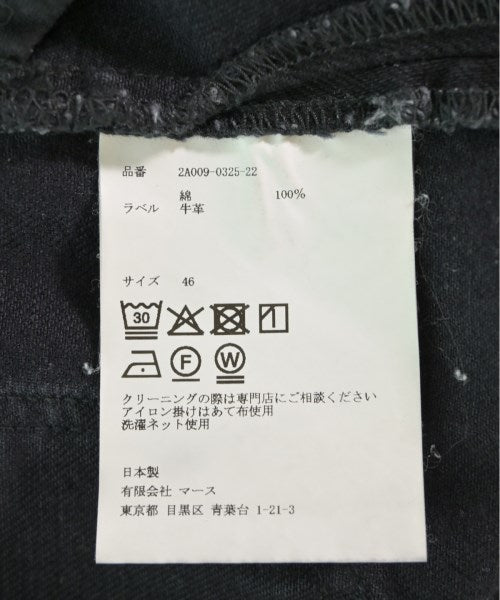 品番 2A009-0325-22
綿 100%
ラベル 牛革
サイズ 46
30
F W
クリーニングの際は専門店にご相談ください
アイロン掛けはあて布使用
洗濯ネット使用
日本製
有限会社 マース
東京都 目黒区 青葉台 1-21-3